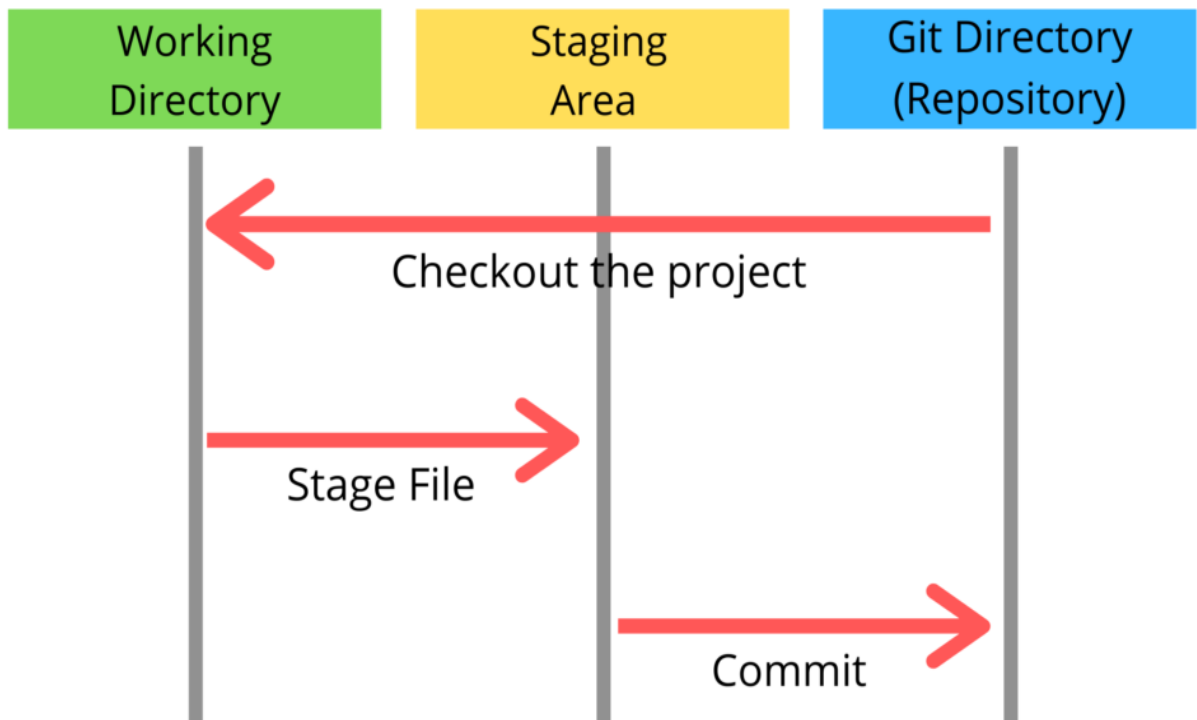 Working
Directory
Staging
Area
Git Directory
(Repository)
Checkout the project
Stage File
Commit